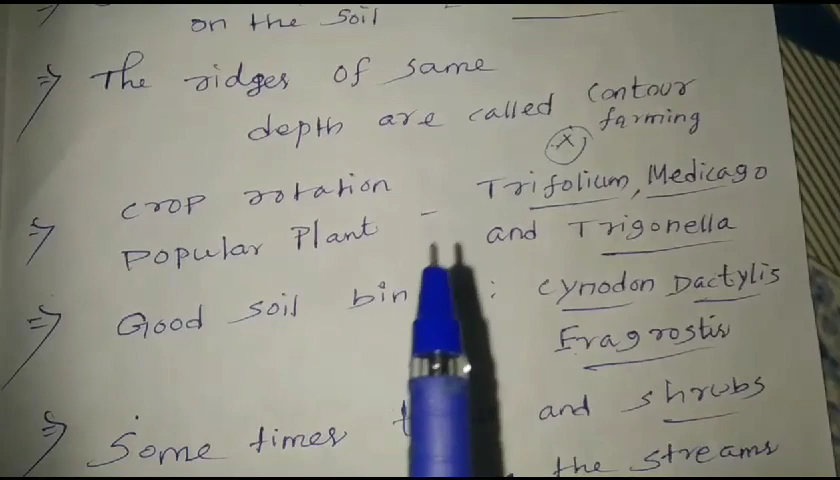 on the soil
=> The ridges of same
depth are called contour
farming
(x)
=> crop rotation Trifolium, Medicago
popular Plant - and Trigonella
=> Good soil bin : cynodon Dactylis
Eragrostis
=> Some times and shrubs
the streams